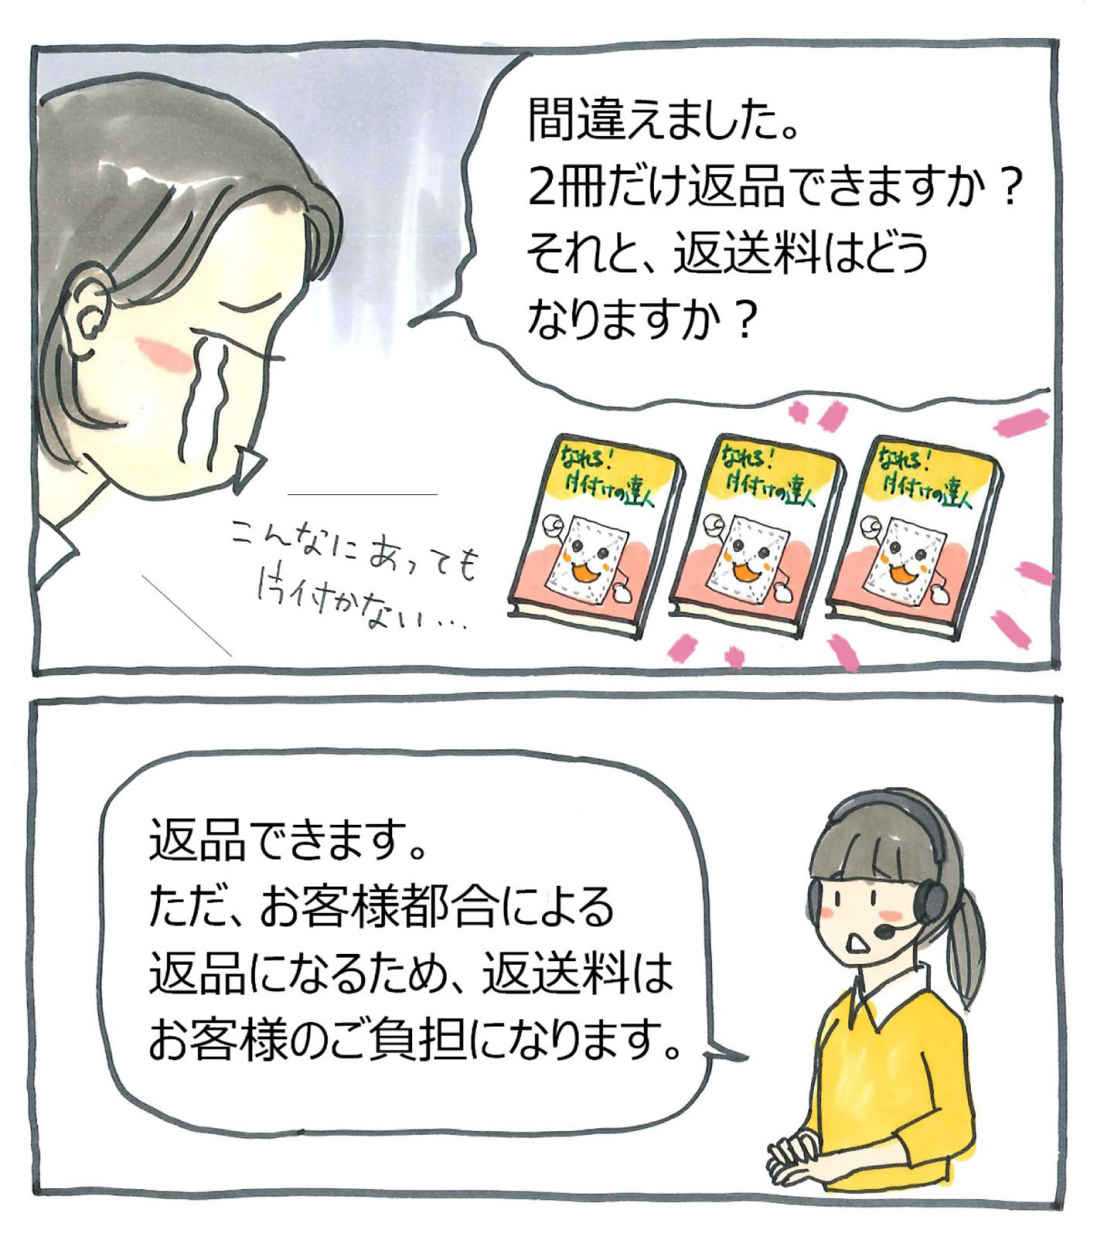 間違えました。
2冊だけ返品できますか？
それと、返送料はどう
なりますか？
なれる！
片付けの達人
なれる！
片付けの達人
なれる！
片付けの達人
こんなにあっても
片付かない…
返品できます。
ただ、お客様都合による
返品になるため、返送料は
お客様のご負担になります。